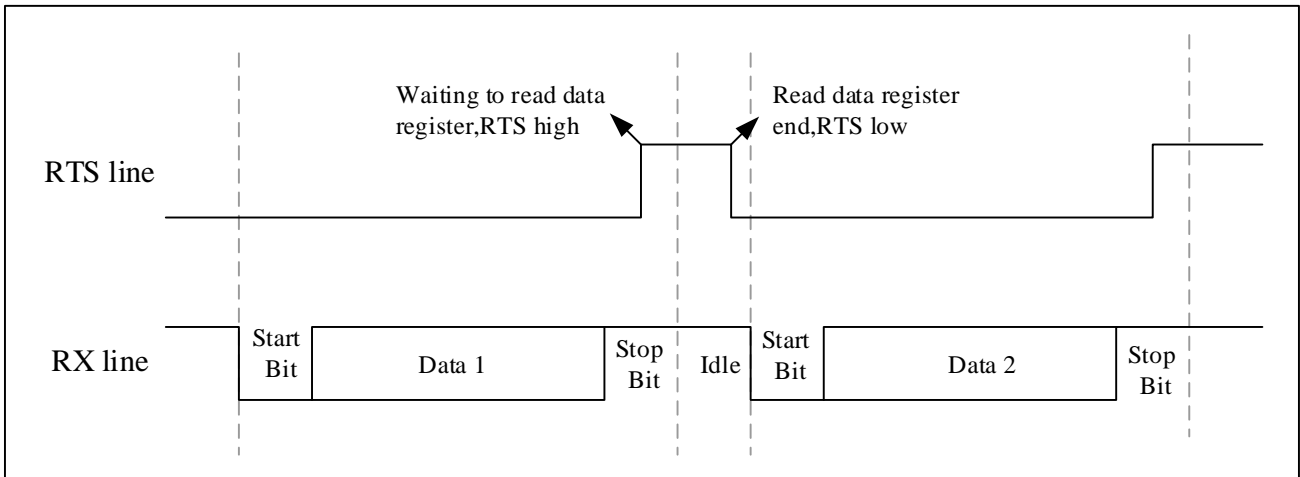 Waiting to read data
register,RTS high
Read data register
end,RTS low
RTS line
RX line
Start
Bit
Data 1
Stop
Bit
Idle
Start
Bit
Data 2
Stop
Bit